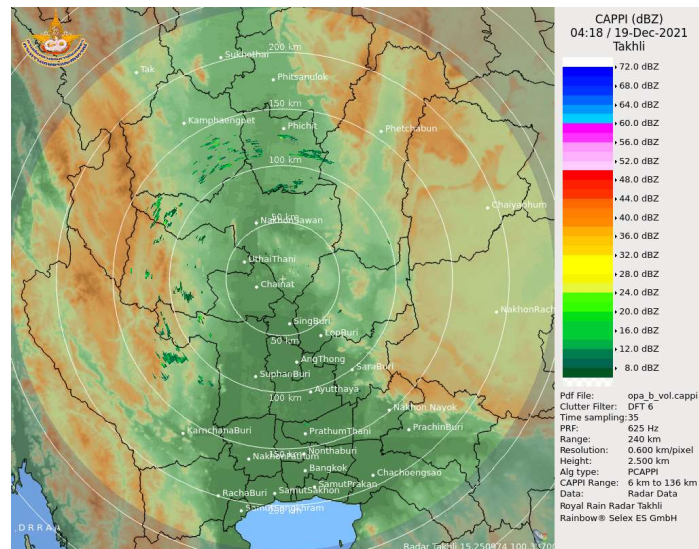 CAPPI (dBZ)
04:18 / 19-Dec-2021
Takhli
72.0 dBZ
68.0 dBZ
64.0 dBZ
60.0 dBZ
56.0 dBZ
52.0 dBZ
48.0 dBZ
44.0 dBZ
40.0 dBZ
36.0 dBZ
32.0 dBZ
28.0 dBZ
24.0 dBZ
20.0 dBZ
16.0 dBZ
12.0 dBZ
8.0 dBZ
Pdf File: opa_b_vol.cappi
Clutter Filter: DFT 6
Time sampling:35
PRF: 625 Hz
Range: 240 km
Resolution: 0.600 km/pixel
Height: 2.500 km
Alg type: PCAPPI
CAPPI Range: 6 km to 136 km
Data: Radar Data
Royal Rain Radar Takhli
Rainbow® Selex ES GmbH
200 km
Sukhothai
Tak
Phitsanulok
150 km
Kamphaengpet
Phichit
Phetchabun
100 km
Chaiyaphum
50 km
NakhonSawan
UthaiThani
Chainat
NakhonRach
SingBuri
LopBuri
50 km
AngThong
SaraBuri
SuphanBuri
Ayutthaya
100 km
Nakhon Nayok
KarnchanaBuri
PrathumThani
PrachinBuri
150 km
Nonthaburi
Bangkok
Chachoengsao
SamutPrakan
RachaBuri
SamutSakhon
SamutSangkhram
200 km
D R R A A